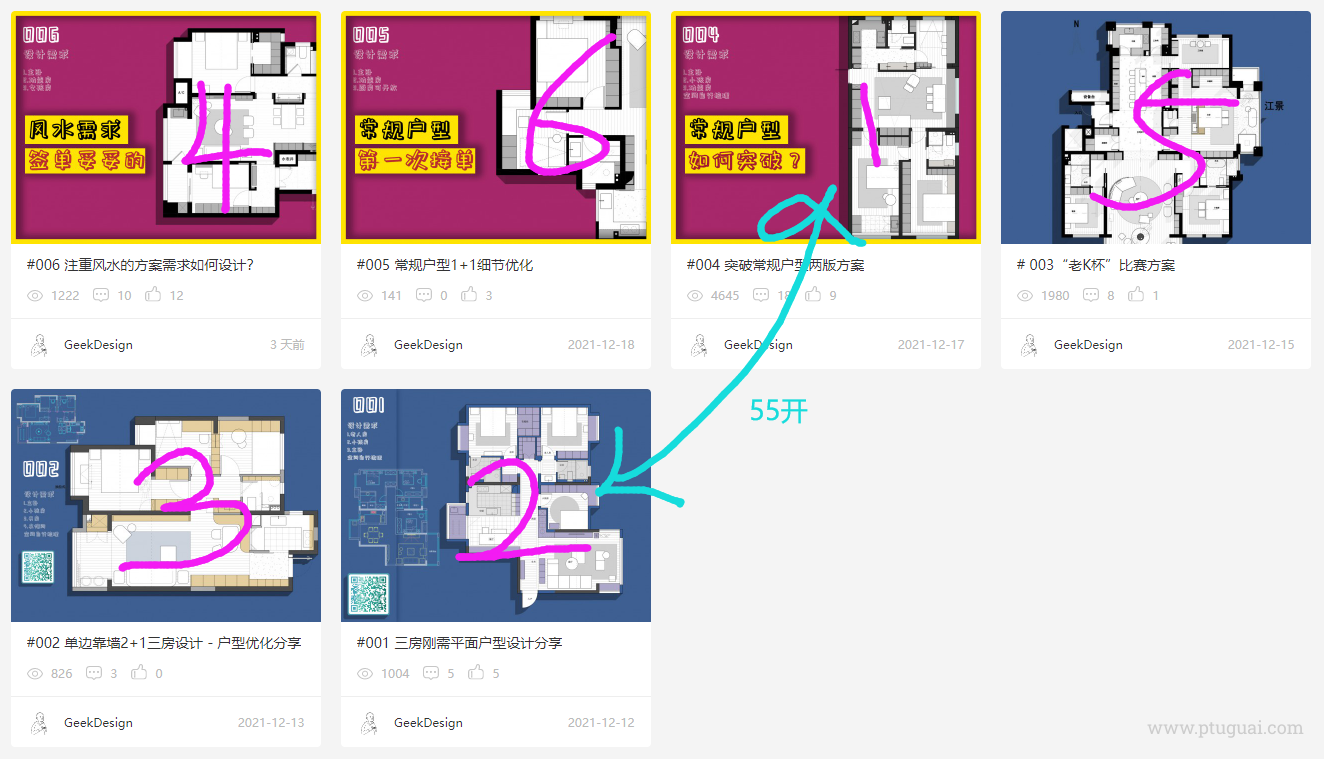 006
设计需求
1.主卧
风水需求
签单妥妥的
4
#006 注重风水的方案需求如何设计?
1222 10 12
GeekDesign 3 天前
005
设计需求
1.主卧
常规户型
第一次接单
6
#005 常规户型1+1细节优化
141 0 3
GeekDesign 2021-12-18
004
设计需求
1.主卧
常规户型
如何突破?
1
#004 突破常规户型两版方案
4645 18 9
GeekDesign 2021-12-17
N
江景
5
# 003“老K杯”比赛方案
1980 8 1
GeekDesign 2021-12-15
002
设计需求
3
#002 单边靠墙2+1三房设计 - 户型优化分享
826 3 0
GeekDesign 2021-12-13
001
设计需求
2
#001 三房刚需平面户型设计分享
1004 5 5
GeekDesign 2021-12-12
55开
www.ptuguai.com